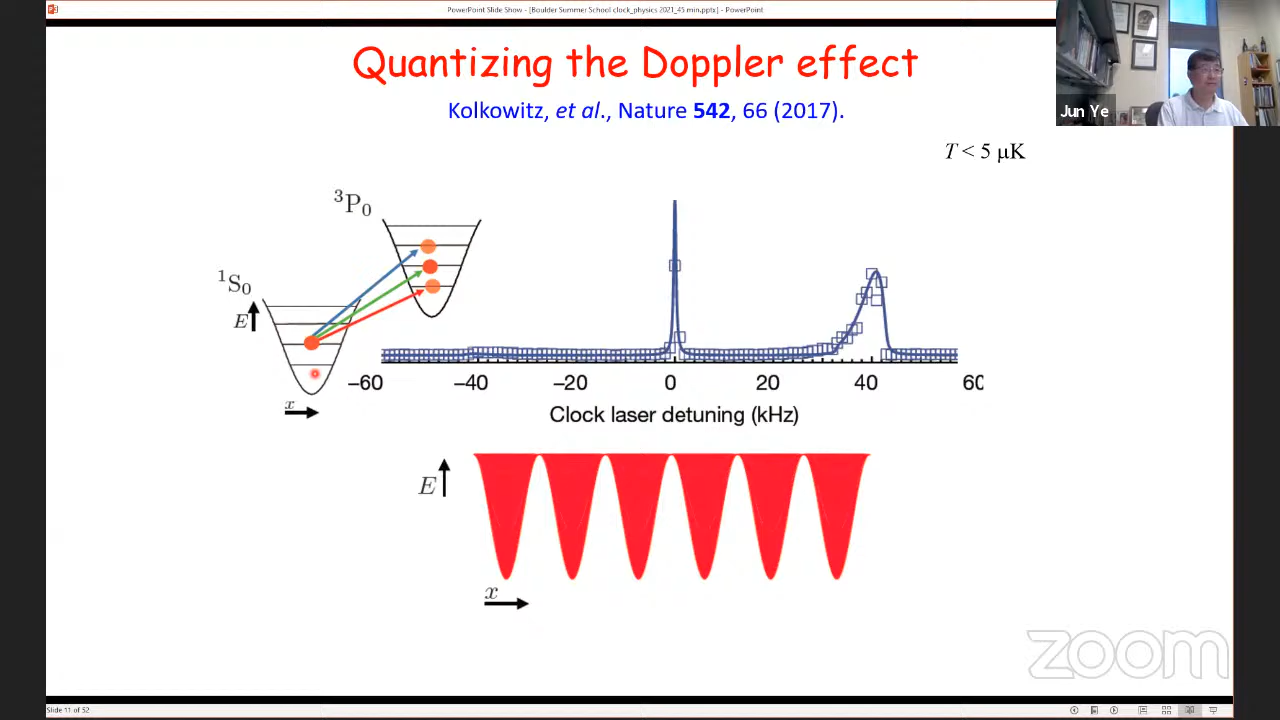 PowerPoint Slide Show - [Boulder Summer School clock_physics 2021_45 min.pptx] - PowerPoint
Quantizing the Doppler effect
Kolkowitz, et al., Nature 542, 66 (2017).
Jun Ye
T < 5 μK
³P₀
¹S₀
E
x
−60 −40 −20 0 20 40 60
Clock laser detuning (kHz)
E
x
zoom
Slide 11 of 52